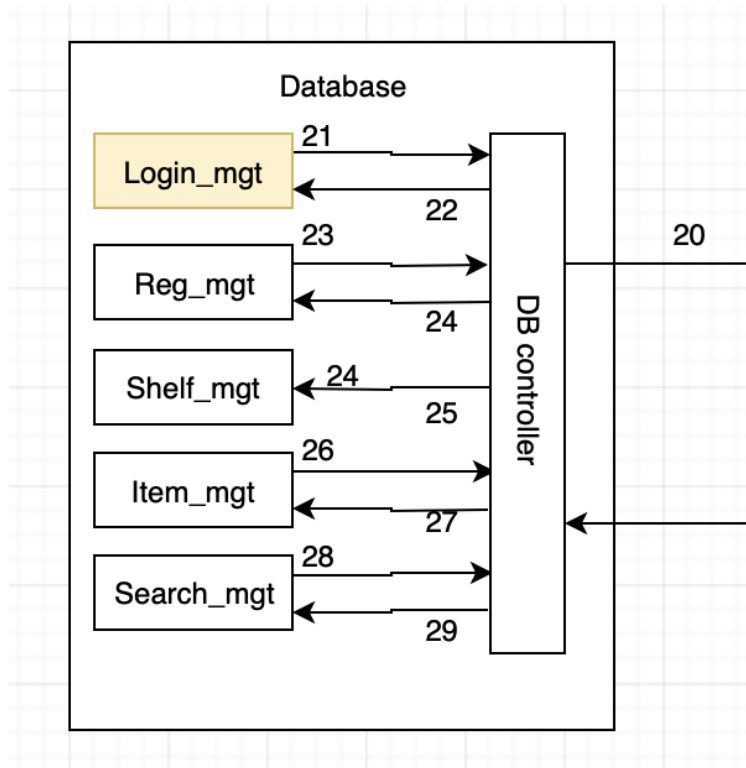 Database
21
Login_mgt
22
23
20
Reg_mgt
24
24
Shelf_mgt
25
26
Item_mgt
27
28
Search_mgt
29
DB controller